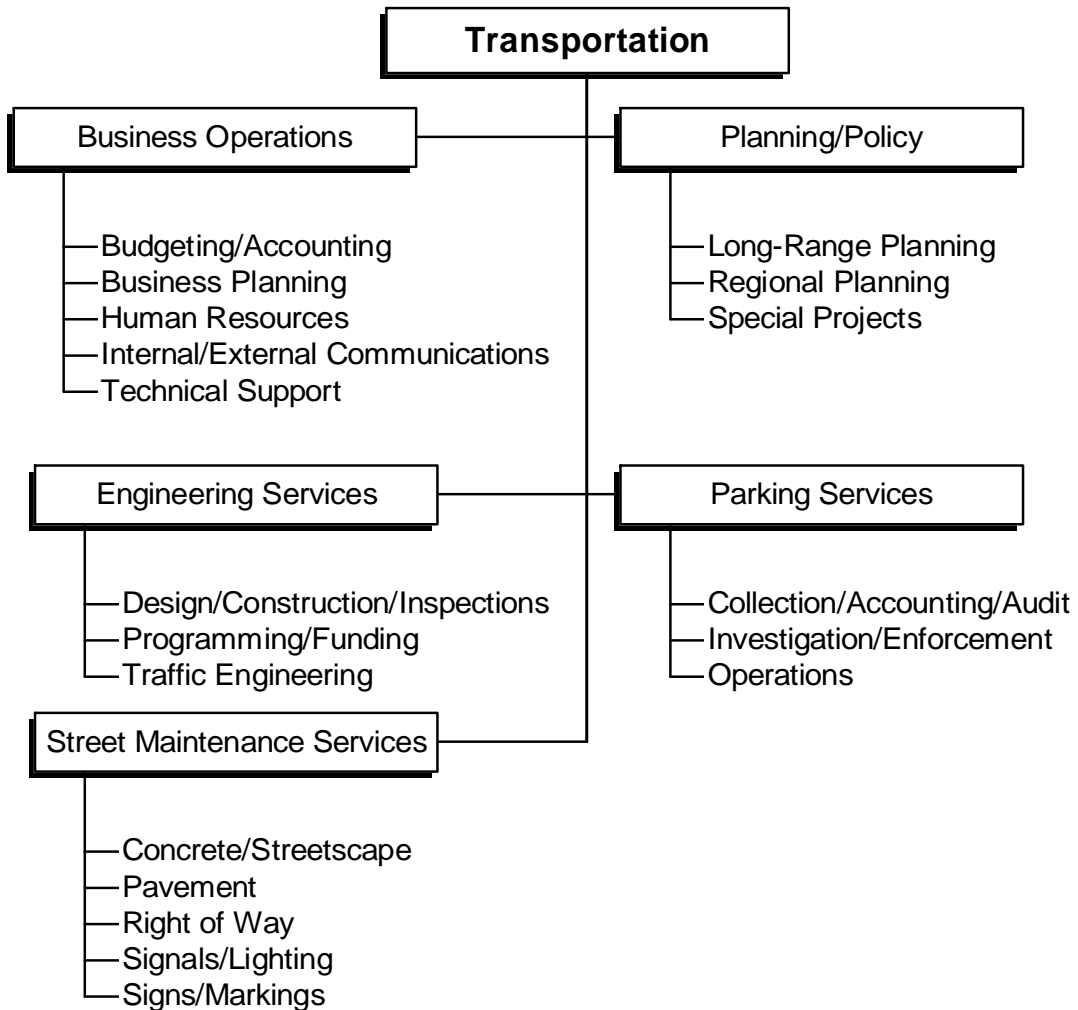 Transportation
Business Operations
Budgeting/Accounting
Business Planning
Human Resources
Internal/External Communications
Technical Support
Planning/Policy
Long-Range Planning
Regional Planning
Special Projects
Engineering Services
Design/Construction/Inspections
Programming/Funding
Traffic Engineering
Parking Services
Collection/Accounting/Audit
Investigation/Enforcement
Operations
Street Maintenance Services
Concrete/Streetscape
Pavement
Right of Way
Signals/Lighting
Signs/Markings